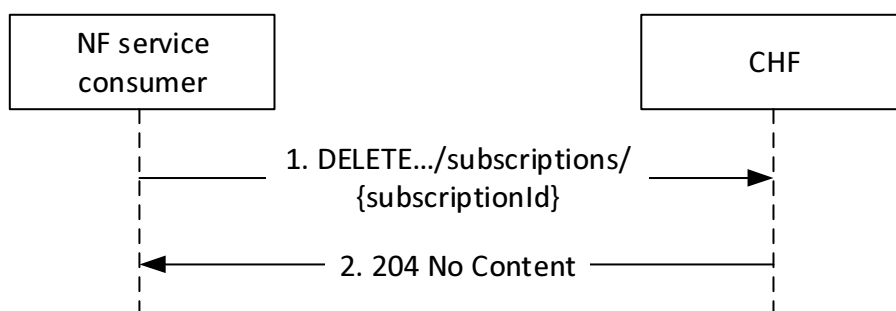 NF service
consumer
CHF
1. DELETE.../subscriptions/
{subscriptionId}
2. 204 No Content